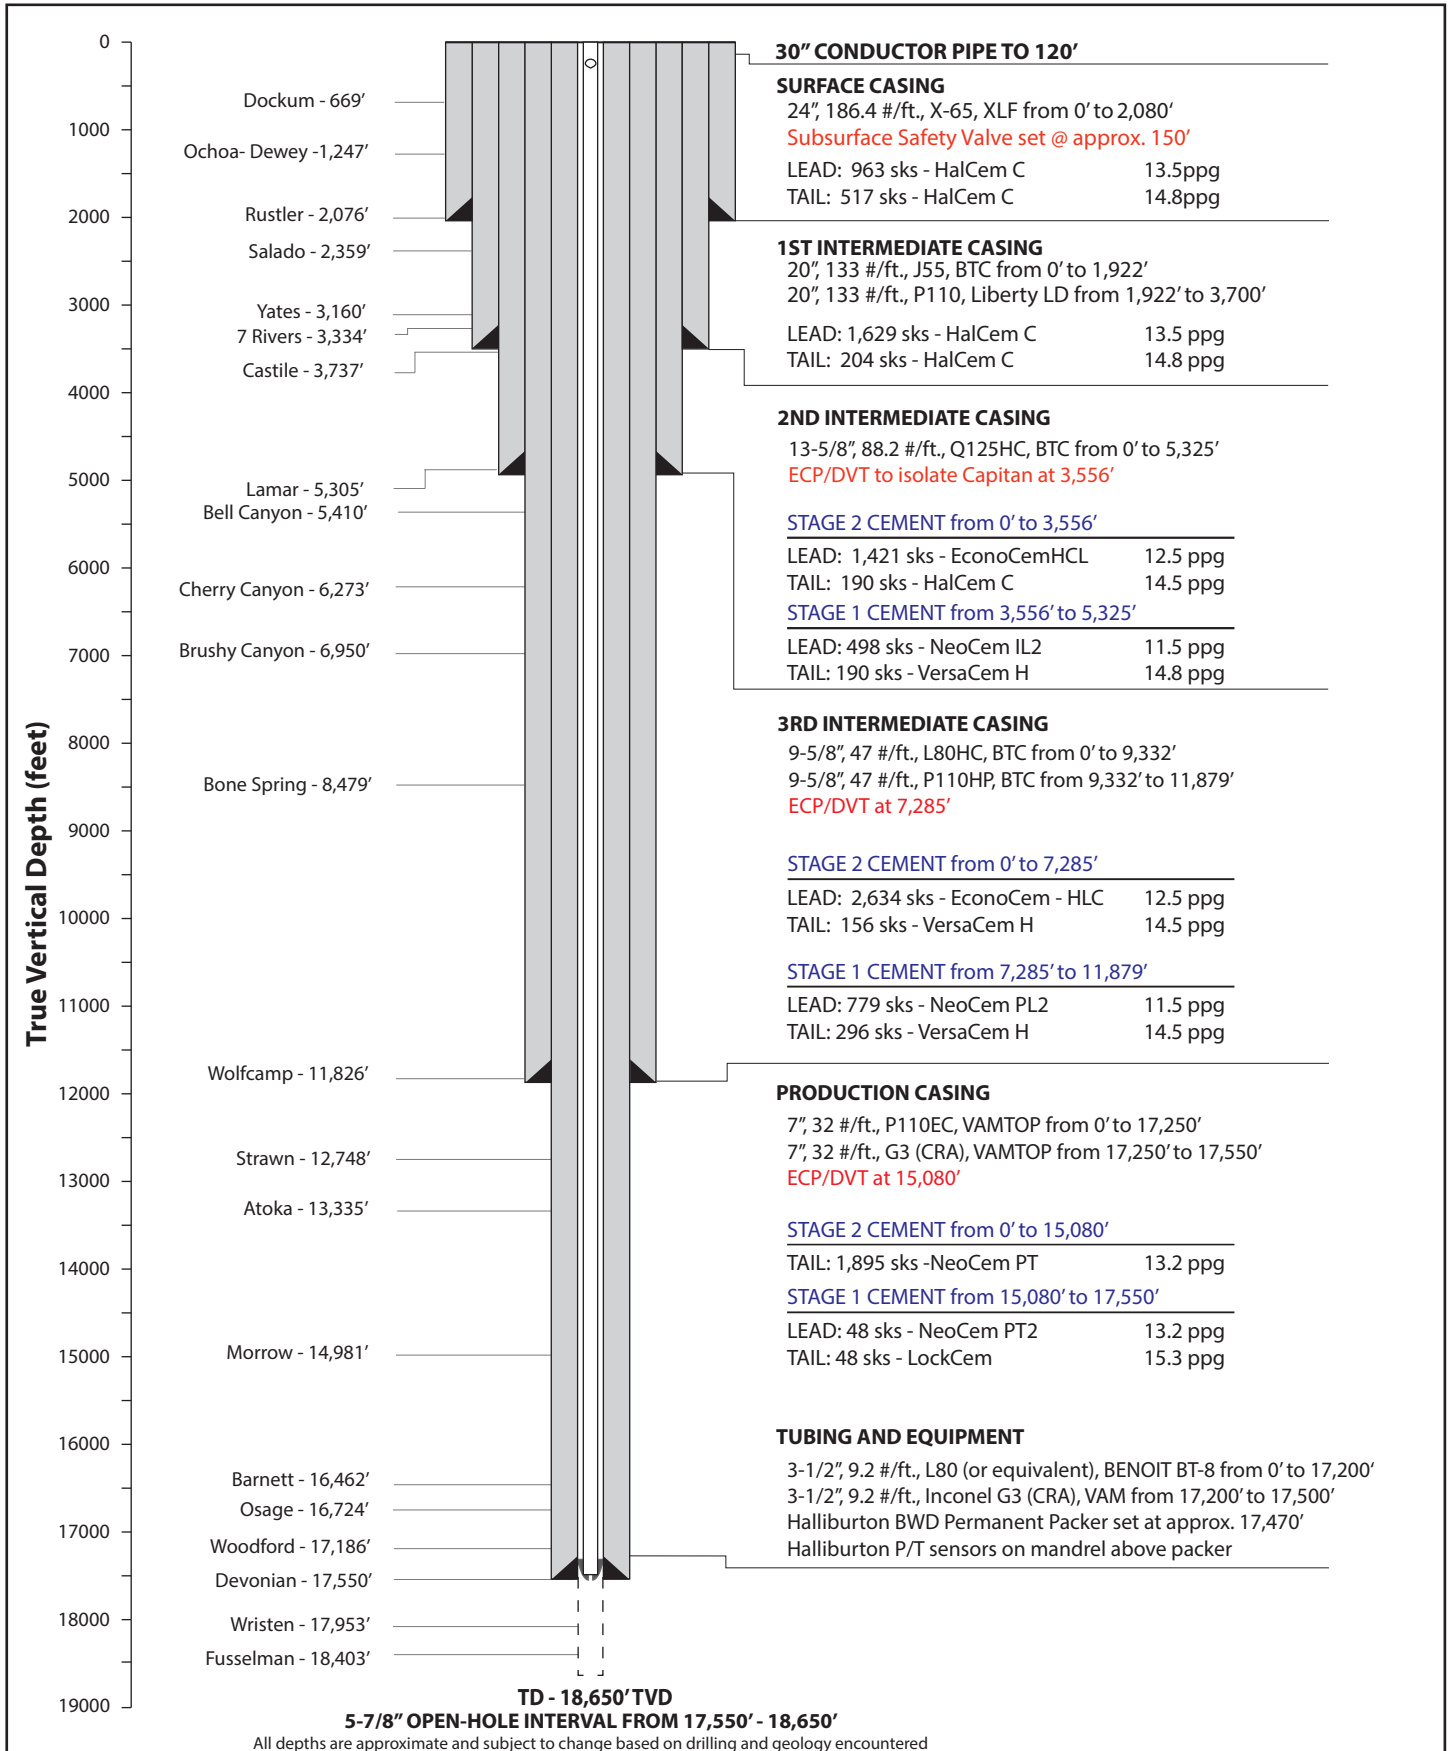 0
1000
2000
3000
4000
5000
6000
7000
8000
9000
10000
11000
12000
13000
14000
15000
16000
17000
18000
19000
True Vertical Depth (feet)
Dockum - 669’
Ochoa- Dewey -1,247’
Rustler - 2,076’
Salado - 2,359’
Yates - 3,160’
7 Rivers - 3,334’
Castile - 3,737’
Lamar - 5,305’
Bell Canyon - 5,410’
Cherry Canyon - 6,273’
Brushy Canyon - 6,950’
Bone Spring - 8,479’
Wolfcamp - 11,826’
Strawn - 12,748’
Atoka - 13,335’
Morrow - 14,981’
Barnett - 16,462’
Osage - 16,724’
Woodford - 17,186’
Devonian - 17,550’
Wristen - 17,953’
Fusselman - 18,403’
30” CONDUCTOR PIPE TO 120’
SURFACE CASING
24”, 186.4 #/ft., X-65, XLF from 0’ to 2,080‘
Subsurface Safety Valve set @ approx. 150’
LEAD: 963 sks - HalCem C 13.5ppg
TAIL: 517 sks - HalCem C 14.8ppg
1ST INTERMEDIATE CASING
20”, 133 #/ft., J55, BTC from 0’ to 1,922’
20”, 133 #/ft., P110, Liberty LD from 1,922’ to 3,700’
LEAD: 1,629 sks - HalCem C 13.5 ppg
TAIL: 204 sks - HalCem C 14.8 ppg
2ND INTERMEDIATE CASING
13-5/8”, 88.2 #/ft., Q125HC, BTC from 0’ to 5,325’
ECP/DVT to isolate Capitan at 3,556’
STAGE 2 CEMENT from 0’ to 3,556’
LEAD: 1,421 sks - EconoCemHCL 12.5 ppg
TAIL: 190 sks - HalCem C 14.5 ppg
STAGE 1 CEMENT from 3,556’ to 5,325’
LEAD: 498 sks - NeoCem IL2 11.5 ppg
TAIL: 190 sks - VersaCem H 14.8 ppg
3RD INTERMEDIATE CASING
9-5/8”, 47 #/ft., L80HC, BTC from 0’ to 9,332’
9-5/8”, 47 #/ft., P110HP, BTC from 9,332’ to 11,879’
ECP/DVT at 7,285’
STAGE 2 CEMENT from 0’ to 7,285’
LEAD: 2,634 sks - EconoCem - HLC 12.5 ppg
TAIL: 156 sks - VersaCem H 14.5 ppg
STAGE 1 CEMENT from 7,285’ to 11,879’
LEAD: 779 sks - NeoCem PL2 11.5 ppg
TAIL: 296 sks - VersaCem H 14.5 ppg
PRODUCTION CASING
7”, 32 #/ft., P110EC, VAMTOP from 0’ to 17,250’
7”, 32 #/ft., G3 (CRA), VAMTOP from 17,250’ to 17,550’
ECP/DVT at 15,080’
STAGE 2 CEMENT from 0’ to 15,080’
TAIL: 1,895 sks -NeoCem PT 13.2 ppg
STAGE 1 CEMENT from 15,080’ to 17,550’
LEAD: 48 sks - NeoCem PT2 13.2 ppg
TAIL: 48 sks - LockCem 15.3 ppg
TUBING AND EQUIPMENT
3-1/2”, 9.2 #/ft., L80 (or equivalent), BENOIT BT-8 from 0’ to 17,200‘
3-1/2”, 9.2 #/ft., Inconel G3 (CRA), VAM from 17,200’ to 17,500’
Halliburton BWD Permanent Packer set at approx. 17,470’
Halliburton P/T sensors on mandrel above packer
TD - 18,650’ TVD
5-7/8” OPEN-HOLE INTERVAL FROM 17,550’ - 18,650’
All depths are approximate and subject to change based on drilling and geology encountered